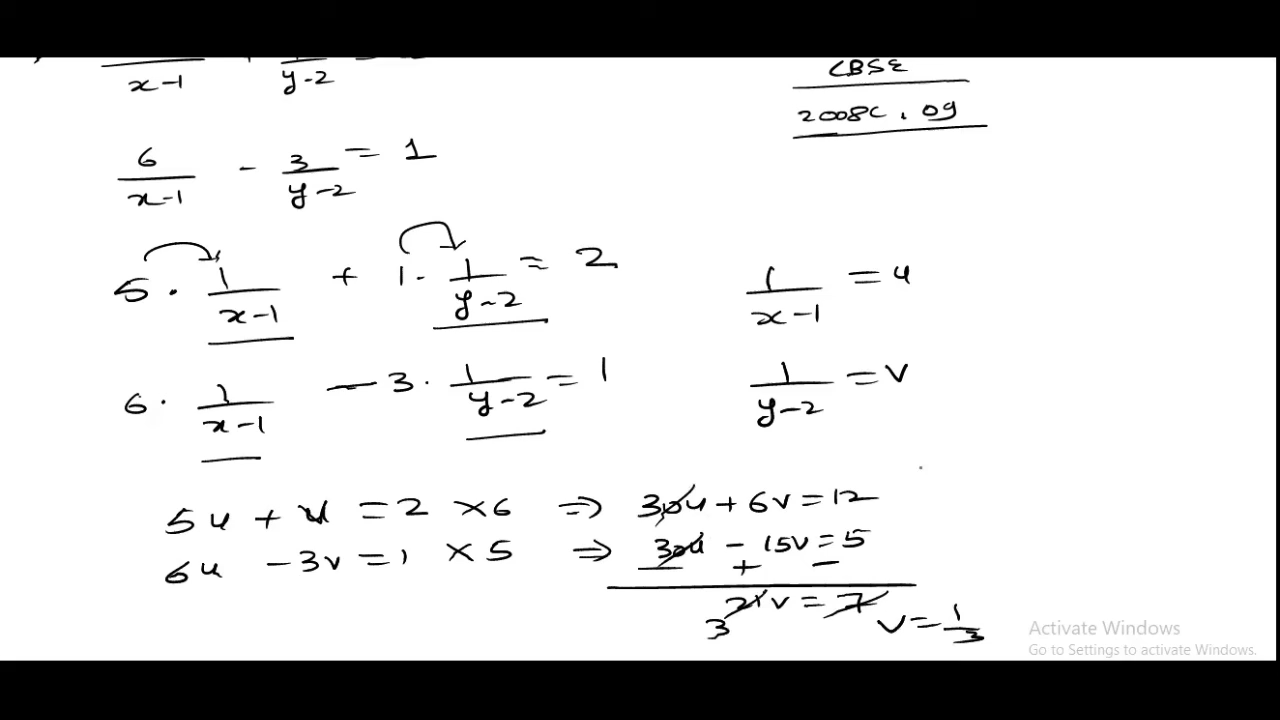 x-1 y-2
CBSE
2008C, 09
6/(x-1) - 3/(y-2) = 1
5 · 1/(x-1) + 1 · 1/(y-2) = 2
1/(x-1) = u
6 · 1/(x-1) - 3 · 1/(y-2) = 1
1/(y-2) = v
5u + v = 2 ×6 ⇒ 30u + 6v = 12
6u - 3v = 1 ×5 ⇒ 30u - 15v = 5
+ -
21v = 7
3 v = 1/3
Activate Windows
Go to Settings to activate Windows.